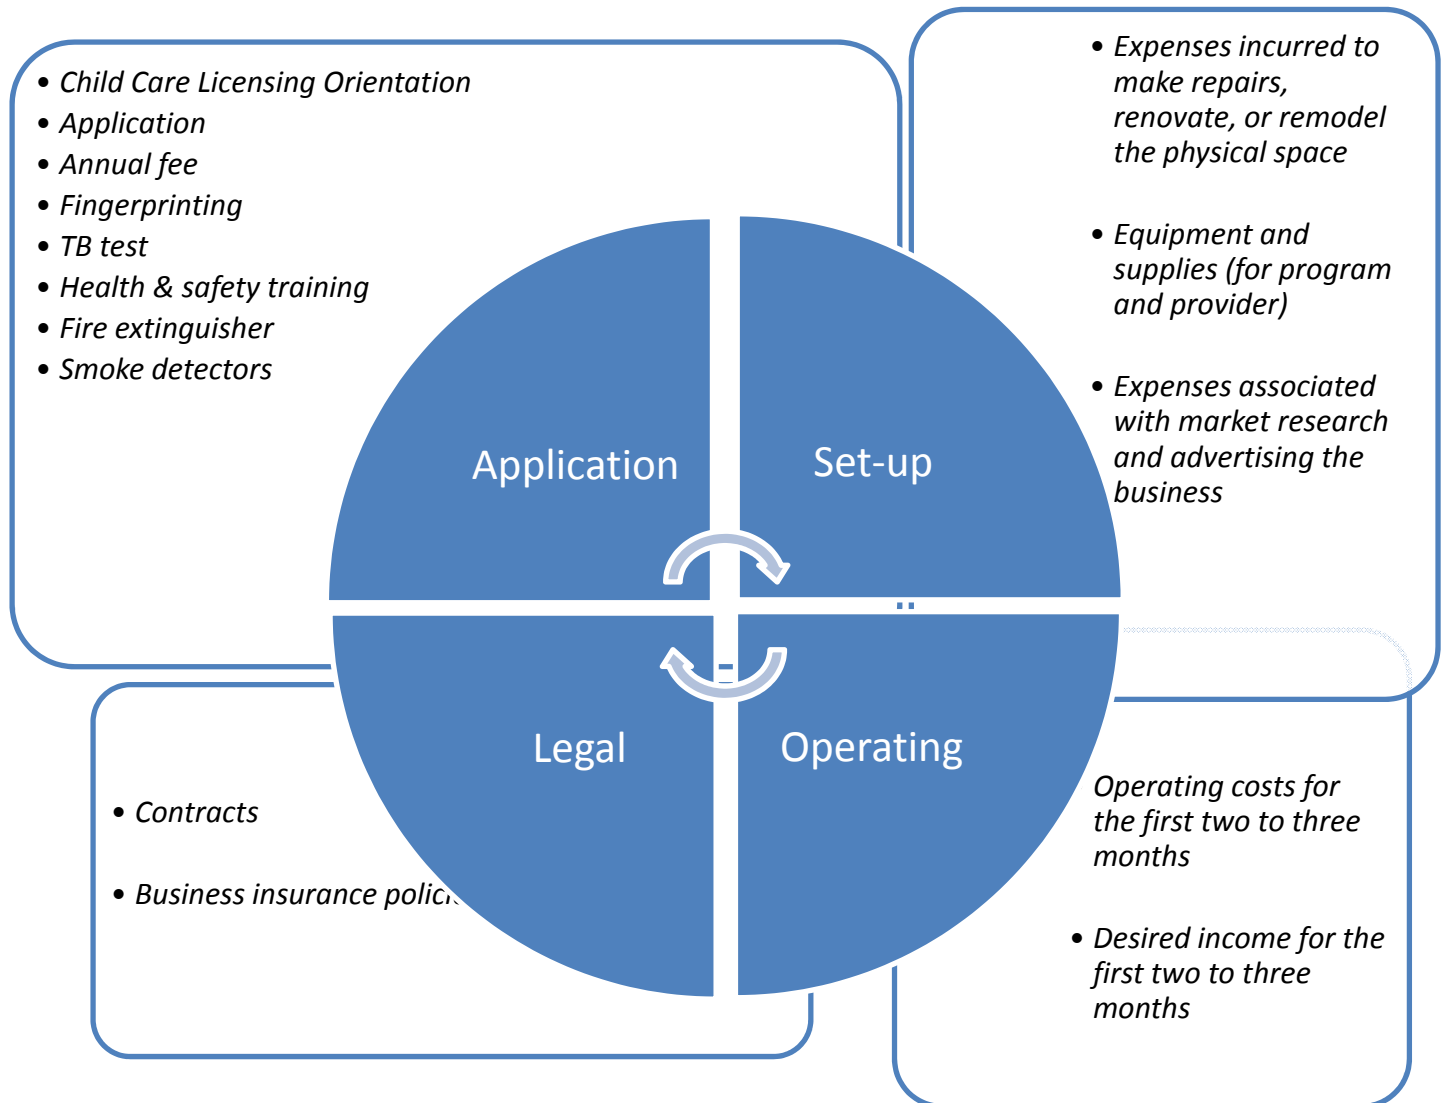 • Child Care Licensing Orientation
• Application
• Annual fee
• Fingerprinting
• TB test
• Health & safety training
• Fire extinguisher
• Smoke detectors
• Expenses incurred to
make repairs,
renovate, or remodel
the physical space
• Equipment and
supplies (for program
and provider)
• Expenses associated
with market research
and advertising the
business
Application
Set-up
Legal
Operating
• Contracts
• Business insurance
Operating costs for
the first two to three
months
• Desired income for the
first two to three
months